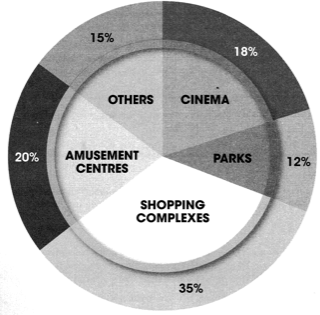 15%
18%
OTHERS
CINEMA
20%
AMUSEMENT
CENTRES
PARKS
12%
SHOPPING
COMPLEXES
35%